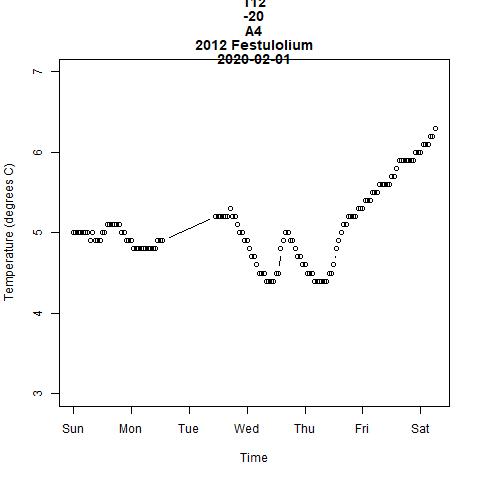 T12
-20
A4
2012 Festulolium
2020-02-01
Temperature (degrees C)
7
6
5
4
3
Sun Mon Tue Wed Thu Fri Sat
Time